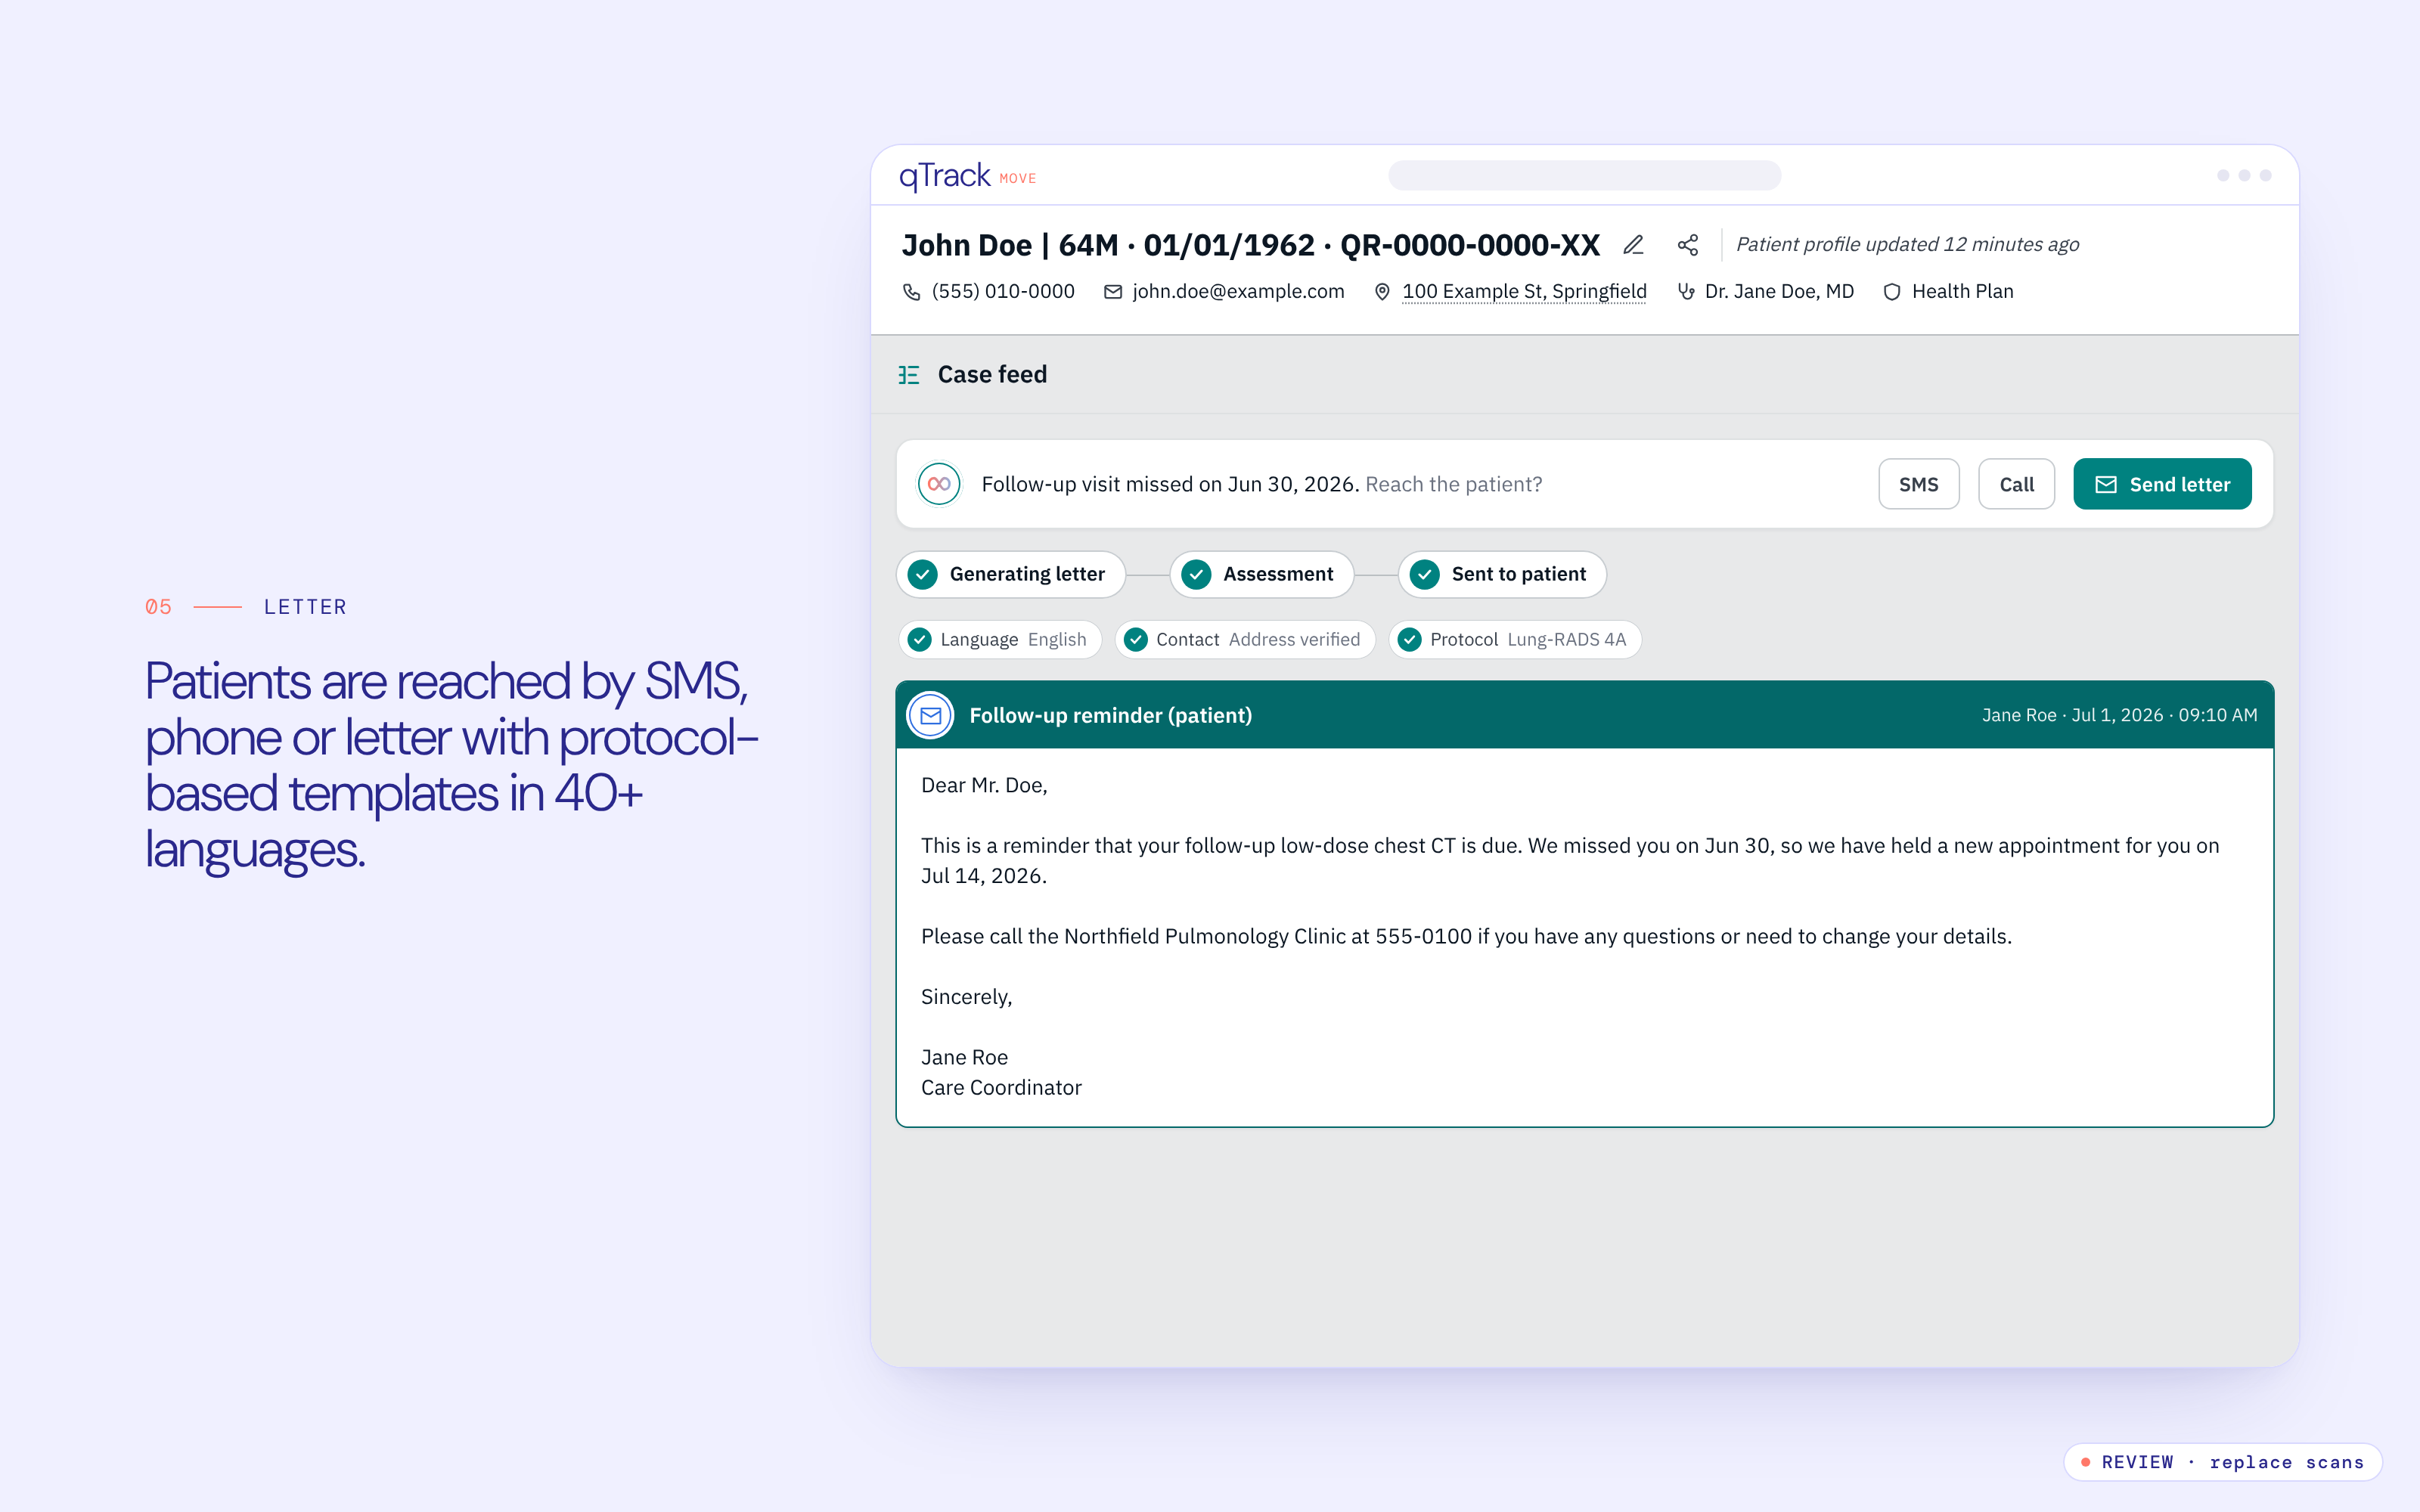 05 LETTER
Patients are reached by SMS,
phone or letter with protocol-
based templates in 40+
languages.
qTrack MOVE
John Doe | 64M · 01/01/1962 · QR-0000-0000-XX
Patient profile updated 12 minutes ago
(555) 010-0000 john.doe@example.com 100 Example St, Springfield Dr. Jane Doe, MD Health Plan
Case feed
Follow-up visit missed on Jun 30, 2026. Reach the patient? SMS Call Send letter
Generating letter Assessment Sent to patient
Language English Contact Address verified Protocol Lung-RADS 4A
Follow-up reminder (patient) Jane Roe · Jul 1, 2026 · 09:10 AM
Dear Mr. Doe,
This is a reminder that your follow-up low-dose chest CT is due. We missed you on Jun 30, so we have held a new appointment for you on
Jul 14, 2026.
Please call the Northfield Pulmonology Clinic at 555-0100 if you have any questions or need to change your details.
Sincerely,
Jane Roe
Care Coordinator
REVIEW · replace scans